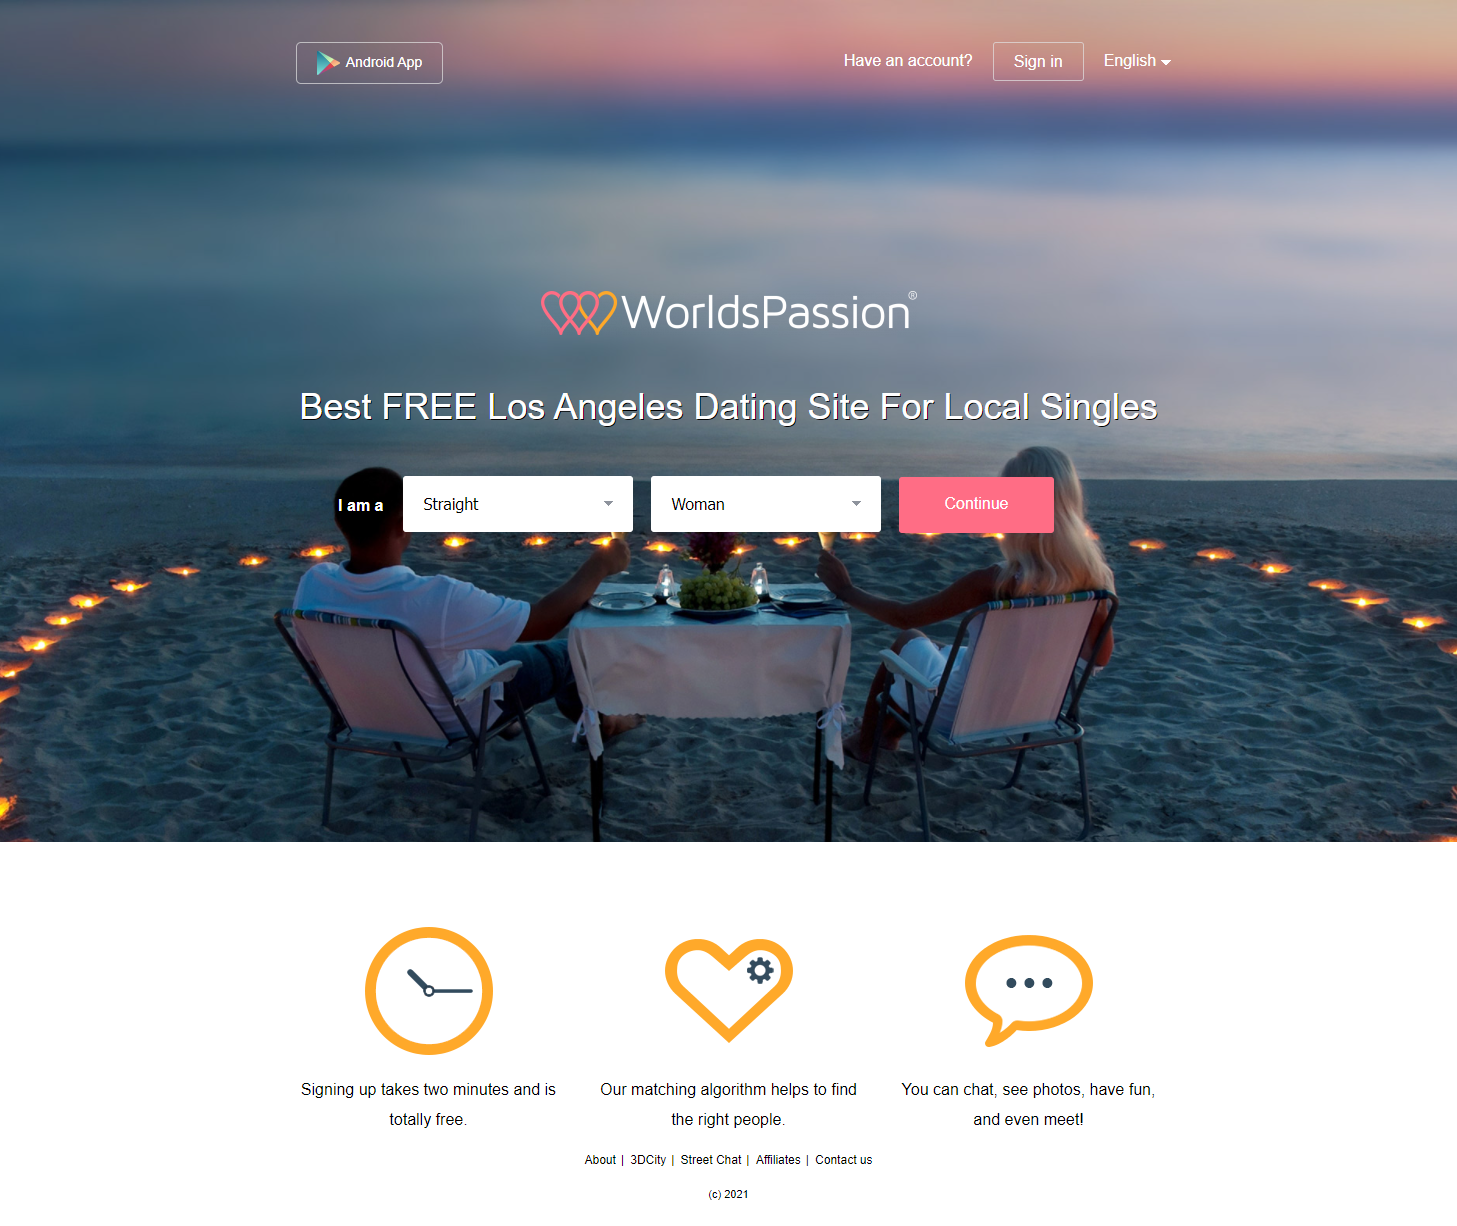 Android App
Have an account?
Sign in
English
WorldsPassion®
Best FREE Los Angeles Dating Site For Local Singles
I am a
Straight
Woman
Continue
Signing up takes two minutes and is
totally free.
Our matching algorithm helps to find
the right people.
You can chat, see photos, have fun,
and even meet!
About | 3DCity | Street Chat | Affiliates | Contact us
(c) 2021